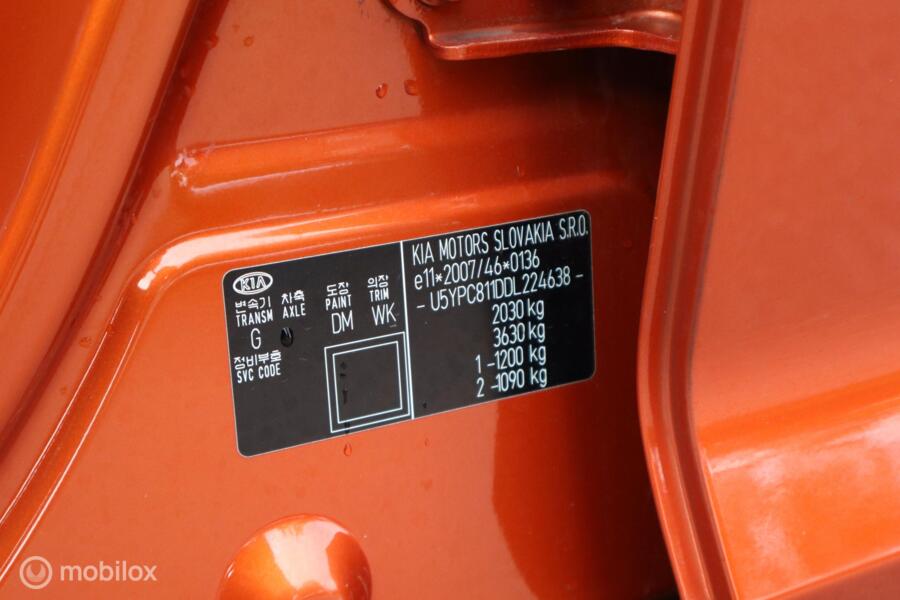 KIA
변속기 차축 도장 의장
TRANSM AXLE PAINT TRIM
G DM WK
정비부호
SVC CODE
KIA MOTORS SLOVAKIA S.R.O.
e11*2007/46*0136
- U5YPC811DDL224638 -
2030 kg
3630 kg
1 -1200 kg
2 -1090 kg
mobilox